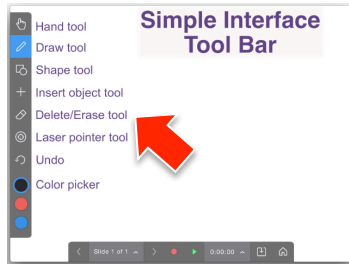 Simple Interface
Tool Bar
Hand tool
Draw tool
Shape tool
Insert object tool
Delete/Erase tool
Laser pointer tool
Undo
Color picker
Slide 1 of 1
0:00:00